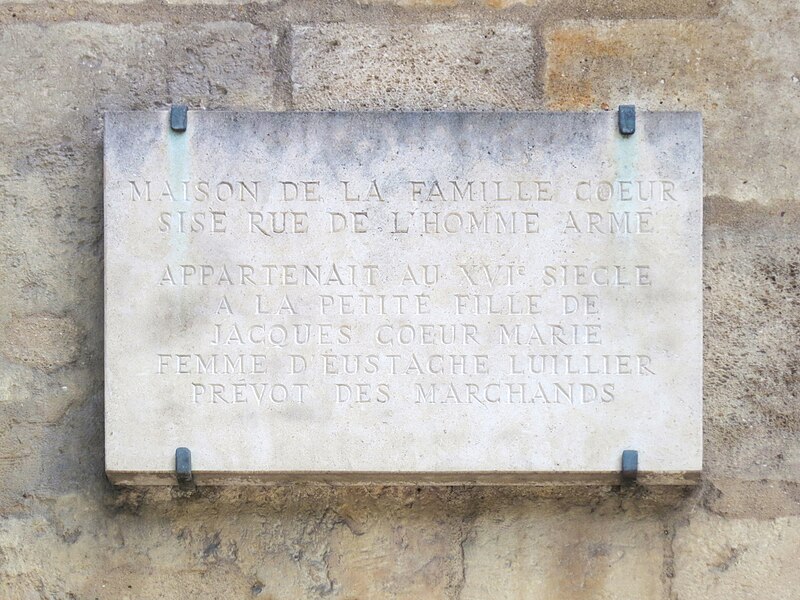 MAISON DE LA FAMILLE COEUR
SISE RUE DE L'HOMME ARMÉ
APPARTENAIT AU XVIe SIECLE
A LA PETITE FILLE DE
JACQUES COEUR MARIE
FEMME D'EUSTACHE LUILLIER
PRÉVOT DES MARCHANDS